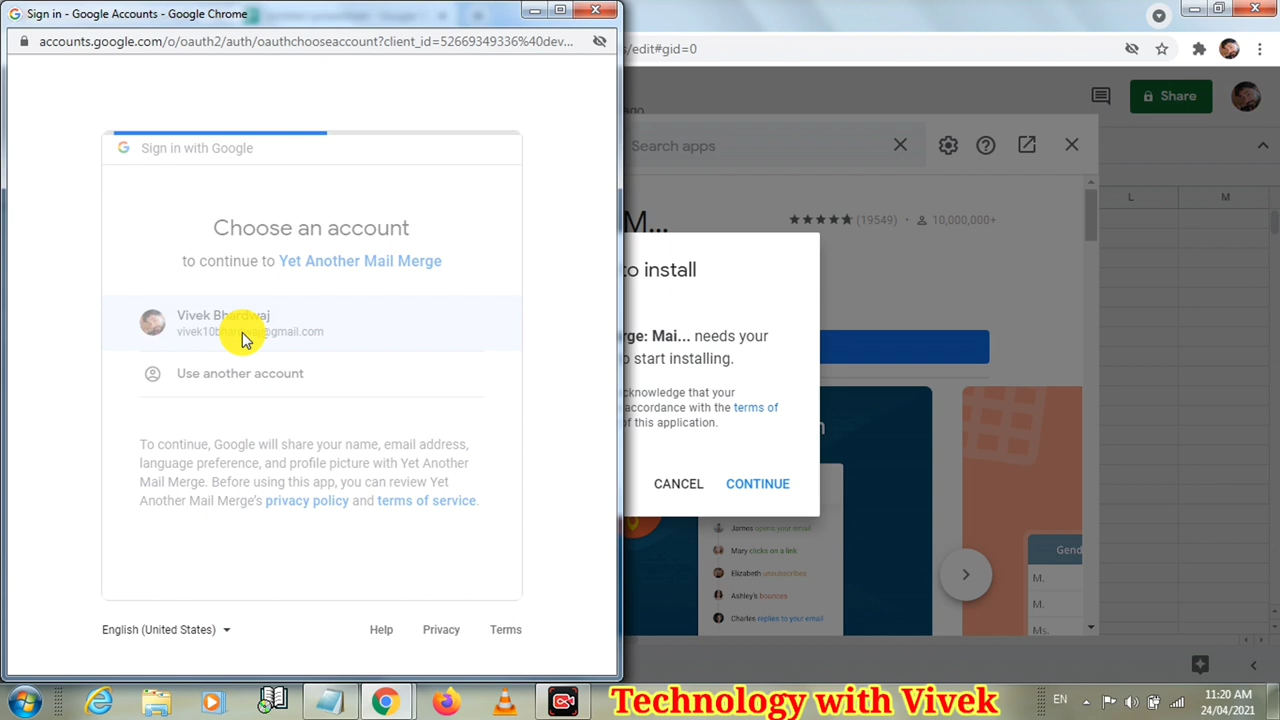 Sign in - Google Accounts - Google Chrome
accounts.google.com/o/oauth2/auth/oauthchooseaccount?client_id=52669349336%40dev...
s/edit#gid=0
Share
Sign in with Google
Search apps
M...
(19549)
10,000,000+
L
M
Choose an account
to continue to Yet Another Mail Merge
to install
Vivek Bhardwaj
rge: Mai... needs your
o start installing.
Use another account
cknowledge that your
accordance with the terms of
of this application.
To continue, Google will share your name, email address,
language preference, and profile picture with Yet Another
Mail Merge. Before using this app, you can review Yet
Another Mail Merge's privacy policy and terms of service.
CANCEL
CONTINUE
James opens your email
Mary clicks on a link
Elizabeth unsubscribes
Ashley's bounces
Charles replies to your email
Gend
M.
M.
Ms.
English (United States)
Help
Privacy
Terms
Technology with Vivek
EN
11:20 AM
24/04/2021